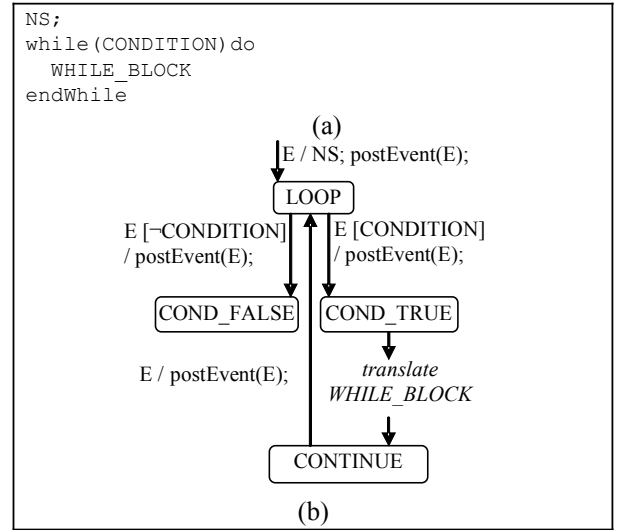 NS;
while(CONDITION)do
WHILE_BLOCK
endWhile
(a)
E / NS; postEvent(E);
LOOP
E [¬CONDITION]
/ postEvent(E);
E [CONDITION]
/ postEvent(E);
COND_FALSE
COND_TRUE
E / postEvent(E);
translate
WHILE_BLOCK
CONTINUE
(b)